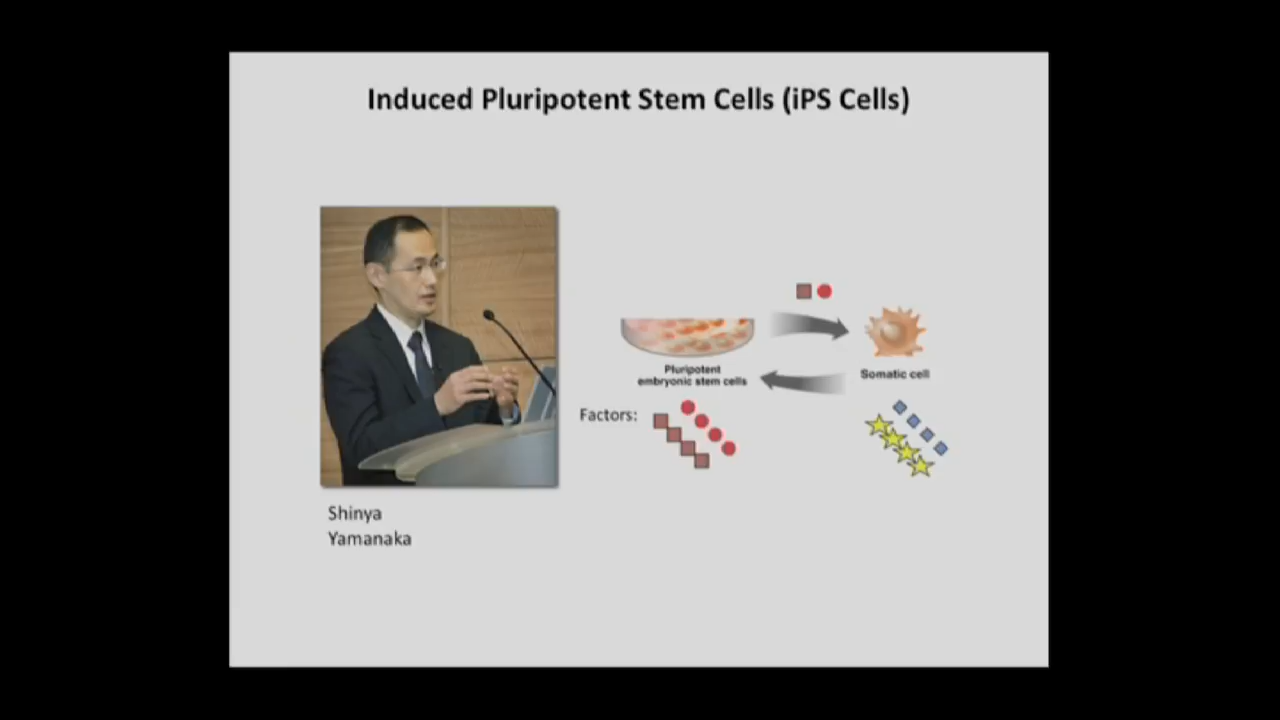 Induced Pluripotent Stem Cells (iPS Cells)
Pluripotent
embryonic stem cells
Somatic cell
Factors:
Shinya
Yamanaka